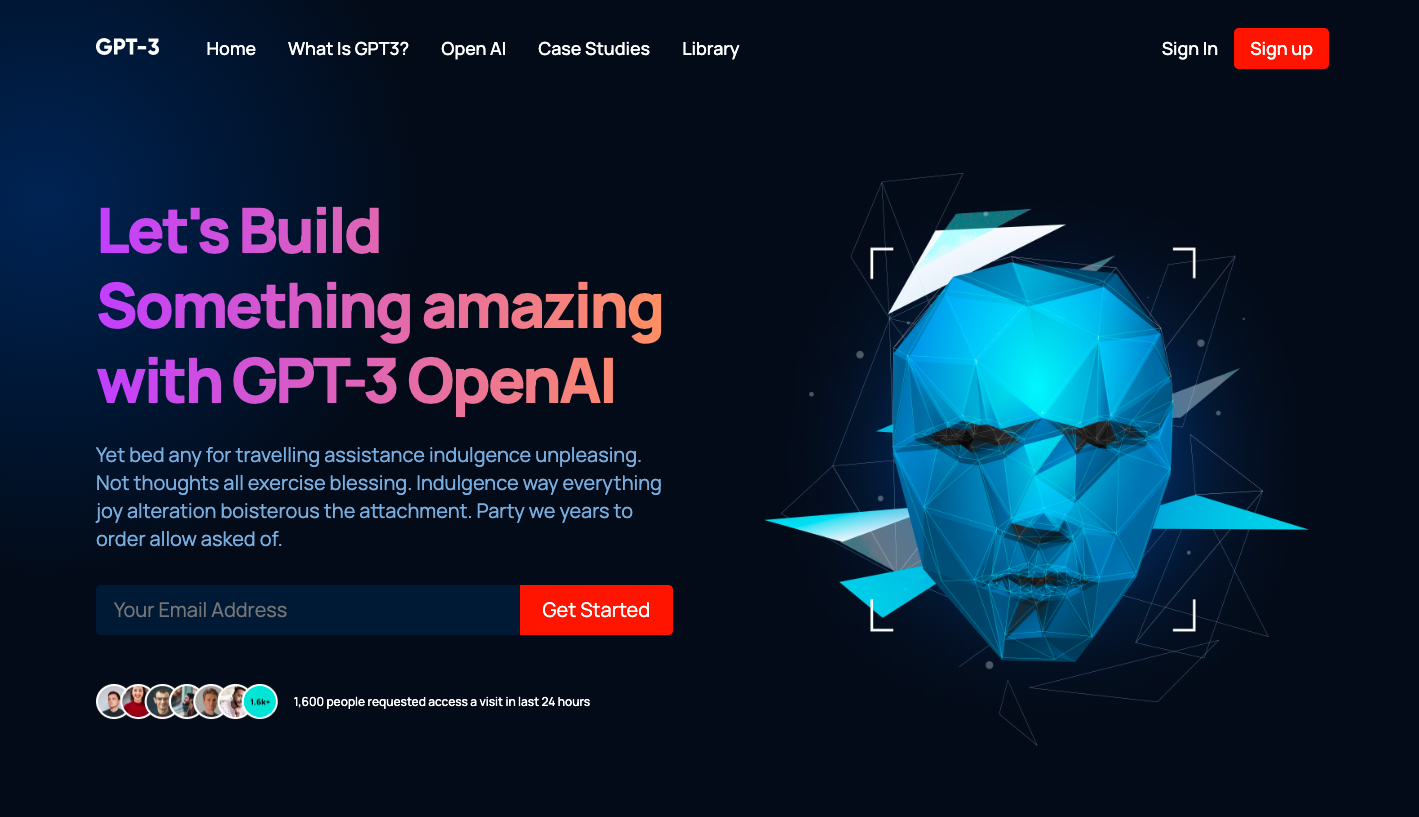 GPT-3
Home
What Is GPT3?
Open AI
Case Studies
Library
Sign In
Sign up
Let's Build
Something amazing
with GPT-3 OpenAI
Yet bed any for travelling assistance indulgence unpleasing.
Not thoughts all exercise blessing. Indulgence way everything
joy alteration boisterous the attachment. Party we years to
order allow asked of.
Your Email Address
Get Started
1.6k+
1,600 people requested access a visit in last 24 hours